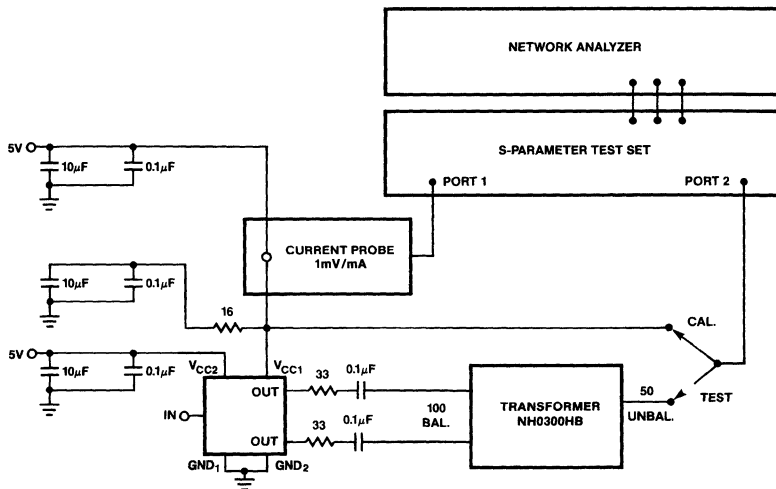 NETWORK ANALYZER
S-PARAMETER TEST SET
PORT 1
PORT 2
5V
10µF
0.1µF
CURRENT PROBE
1mV/mA
10µF
0.1µF
16
CAL.
5V
10µF
0.1µF
VCC2
VCC1
33
0.1µF
OUT
IN
OUT
33
0.1µF
100
BAL.
TRANSFORMER
NH0300HB
50
UNBAL.
TEST
GND1
GND2